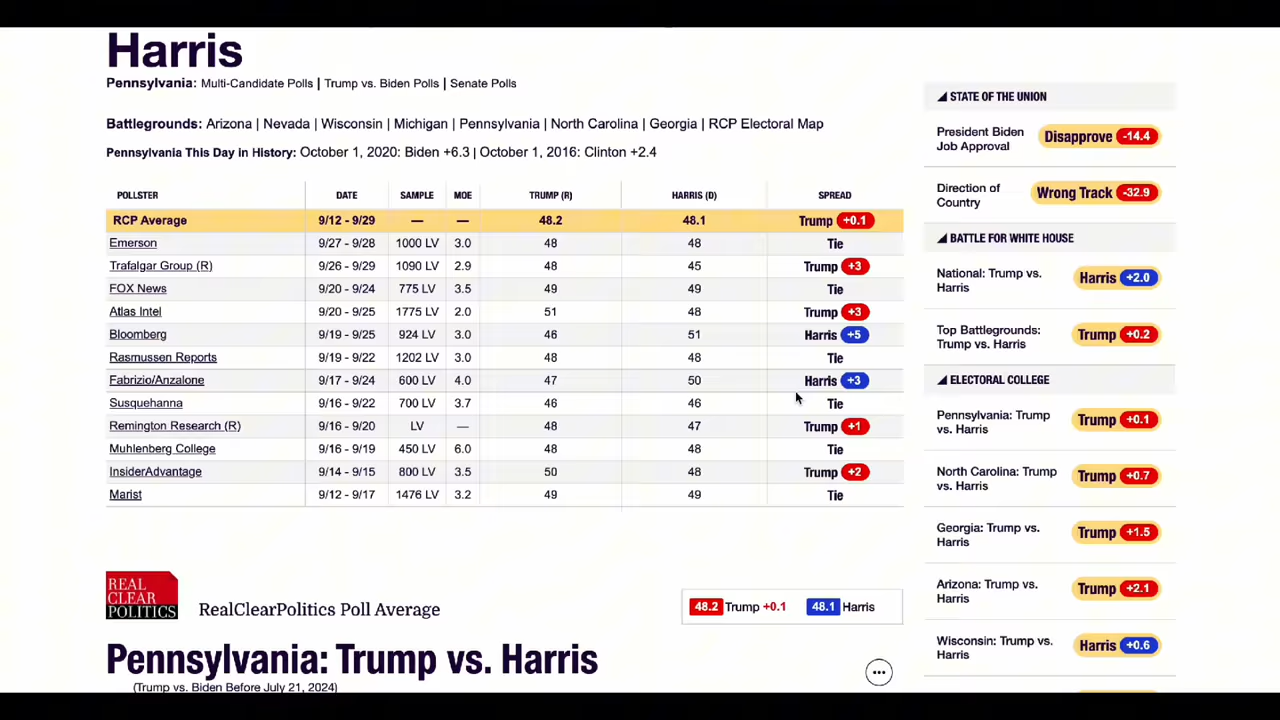 Harris
Pennsylvania: Multi-Candidate Polls | Trump vs. Biden Polls | Senate Polls
Battlegrounds: Arizona | Nevada | Wisconsin | Michigan | Pennsylvania | North Carolina | Georgia | RCP Electoral Map
Pennsylvania This Day in History: October 1, 2020: Biden +6.3 | October 1, 2016: Clinton +2.4
POLLSTER DATE SAMPLE MOE TRUMP (R) HARRIS (D) SPREAD
RCP Average 9/12 - 9/29 — — 48.2 48.1 Trump +0.1
Emerson 9/27 - 9/28 1000 LV 3.0 48 48 Tie
Trafalgar Group (R) 9/26 - 9/29 1090 LV 2.9 48 45 Trump +3
FOX News 9/20 - 9/24 775 LV 3.5 49 49 Tie
Atlas Intel 9/20 - 9/25 1775 LV 2.0 51 48 Trump +3
Bloomberg 9/19 - 9/25 924 LV 3.0 46 51 Harris +5
Rasmussen Reports 9/19 - 9/22 1202 LV 3.0 48 48 Tie
Fabrizio/Anzalone 9/17 - 9/24 600 LV 4.0 47 50 Harris +3
Susquehanna 9/16 - 9/22 700 LV 3.7 46 46 Tie
Remington Research (R) 9/16 - 9/20 LV — 48 47 Trump +1
Muhlenberg College 9/16 - 9/19 450 LV 6.0 48 48 Tie
InsiderAdvantage 9/14 - 9/15 800 LV 3.5 50 48 Trump +2
Marist 9/12 - 9/17 1476 LV 3.2 49 49 Tie
REAL
CLEAR
POLITICS
RealClearPolitics Poll Average
48.2 Trump +0.1 48.1 Harris
Pennsylvania: Trump vs. Harris
(Trump vs. Biden Before July 21, 2024)
STATE OF THE UNION
President Biden
Job Approval
Disapprove -14.4
Direction of
Country
Wrong Track -32.9
BATTLE FOR WHITE HOUSE
National: Trump vs.
Harris
Harris +2.0
Top Battlegrounds:
Trump vs. Harris
Trump +0.2
ELECTORAL COLLEGE
Pennsylvania: Trump
vs. Harris
Trump +0.1
North Carolina: Trump
vs. Harris
Trump +0.7
Georgia: Trump vs.
Harris
Trump +1.5
Arizona: Trump vs.
Harris
Trump +2.1
Wisconsin: Trump vs.
Harris
Harris +0.6